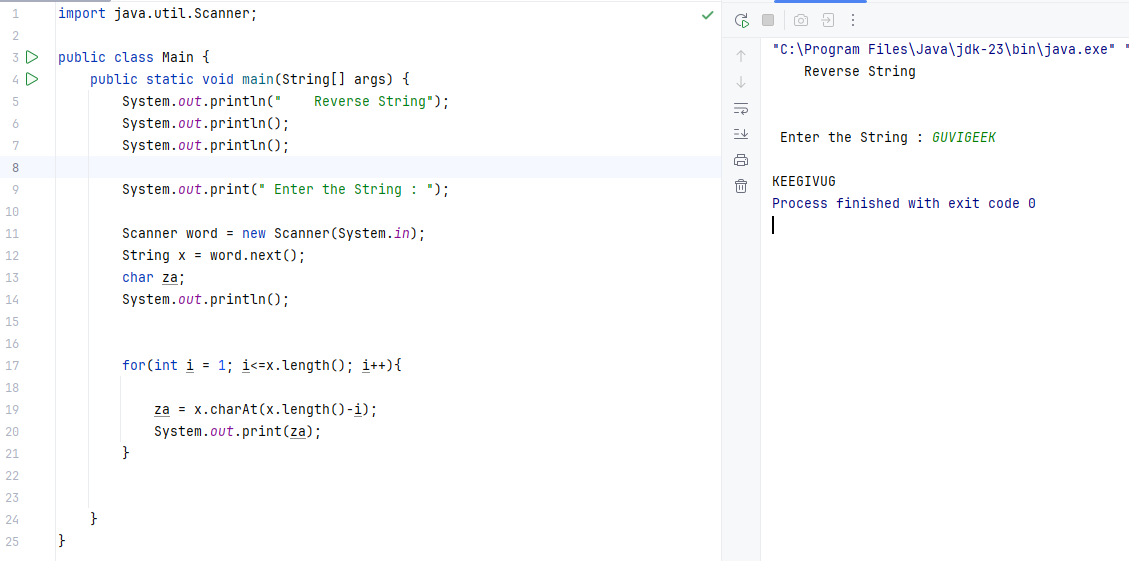 1 import java.util.Scanner;
2
3 public class Main {
4     public static void main(String[] args) {
5         System.out.println("    Reverse String");
6         System.out.println();
7         System.out.println();
8
9         System.out.print(" Enter the String : ");
10
11         Scanner word = new Scanner(System.in);
12         String x = word.next();
13         char za;
14         System.out.println();
15
16
17         for(int i = 1; i<=x.length(); i++){
18
19             za = x.charAt(x.length()-i);
20             System.out.print(za);
21         }
22
23
24     }
25 }
"C:\Program Files\Java\jdk-23\bin\java.exe" "
    Reverse String
 Enter the String : GUVIGEEK
KEEGIVUG
Process finished with exit code 0